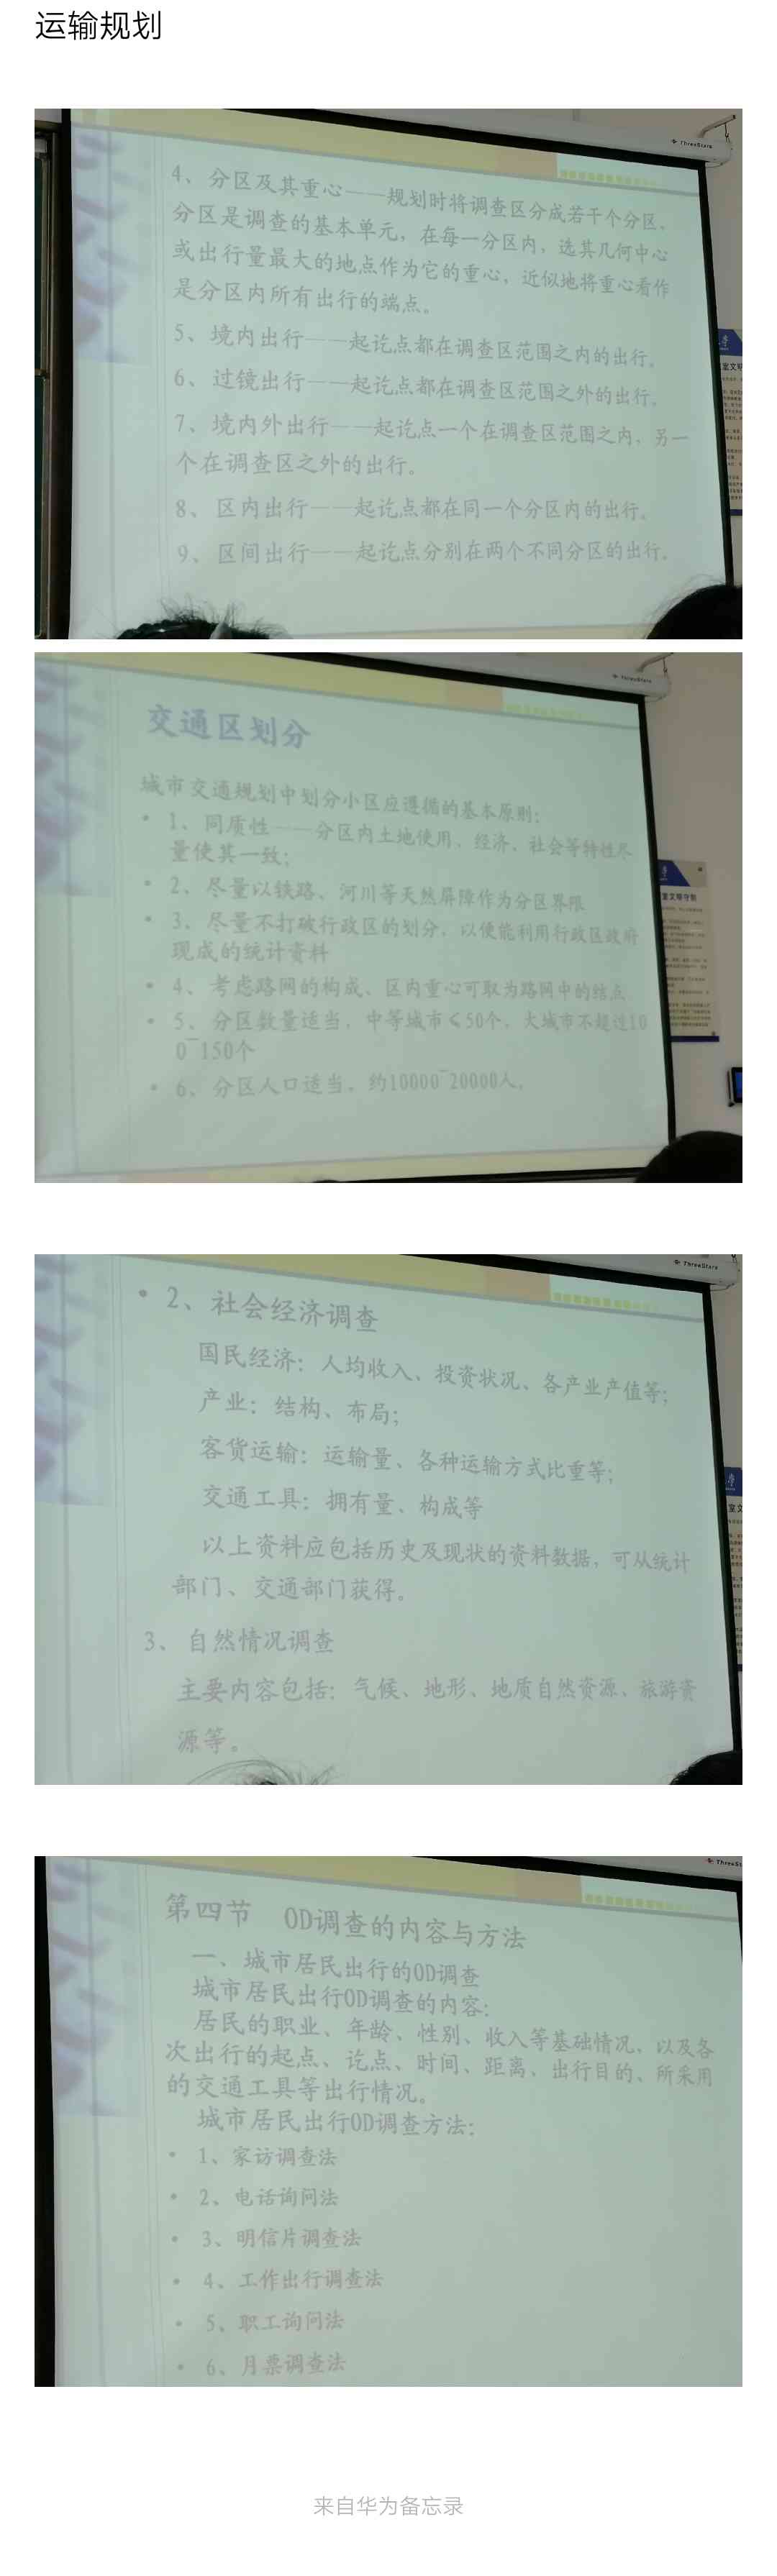 运输规划
ThreeStars
4、分区及其重心——规划时将调查区分成若干个分区、
分区是调查的基本单元，在每一分区内，选其几何中心
或出行量最大的地点作为它的重心，近似地将重心看作
是分区内所有出行的端点。
5、境内出行——起讫点都在调查区范围之内的出行。
6、过镜出行——起讫点都在调查区范围之外的出行。
7、境内外出行——起讫点一个在调查区范围之内，另一
个在调查区之外的出行。
8、区内出行——起讫点都在同一个分区内的出行。
9、区间出行——起讫点分别在两个不同分区的出行。
ThreeStars
交通区划分
城市交通规划中划分小区应遵循的基本原则：
• 1、同质性——分区内土地使用、经济、社会等特性尽
量使其一致；
• 2、尽量以铁路、河川等天然屏障作为分区界限
• 3、尽量不打破行政区的划分，以便能利用行政区政府
现成的统计资料
• 4、考虑路网的构成、区内重心可取为路网中的结点
• 5、分区数量适当，中等城市≤50个，大城市不超过10
0~150个
• 6、分区人口适当，约10000~20000人。
室文明守则
ThreeStars
• 2、社会经济调查
国民经济：人均收入、投资状况、各产业产值等；
产业：结构、布局；
客货运输：运输量、各种运输方式比重等；
交通工具：拥有量、构成等
以上资料应包括历史及现状的资料数据，可从统计
部门、交通部门获得。
3、自然情况调查
主要内容包括：气候、地形、地质自然资源、旅游资
源等。
ThreeSt
第四节 OD调查的内容与方法
一、城市居民出行的OD调查
城市居民出行OD调查的内容：
居民的职业、年龄、性别、收入等基础情况，以及各
次出行的起点、讫点、时间、距离、出行目的、所采用
的交通工具等出行情况。
城市居民出行OD调查方法：
• 1、家访调查法
• 2、电话询问法
• 3、明信片调查法
• 4、工作出行调查法
• 5、职工询问法
• 6、月票调查法
来自华为备忘录